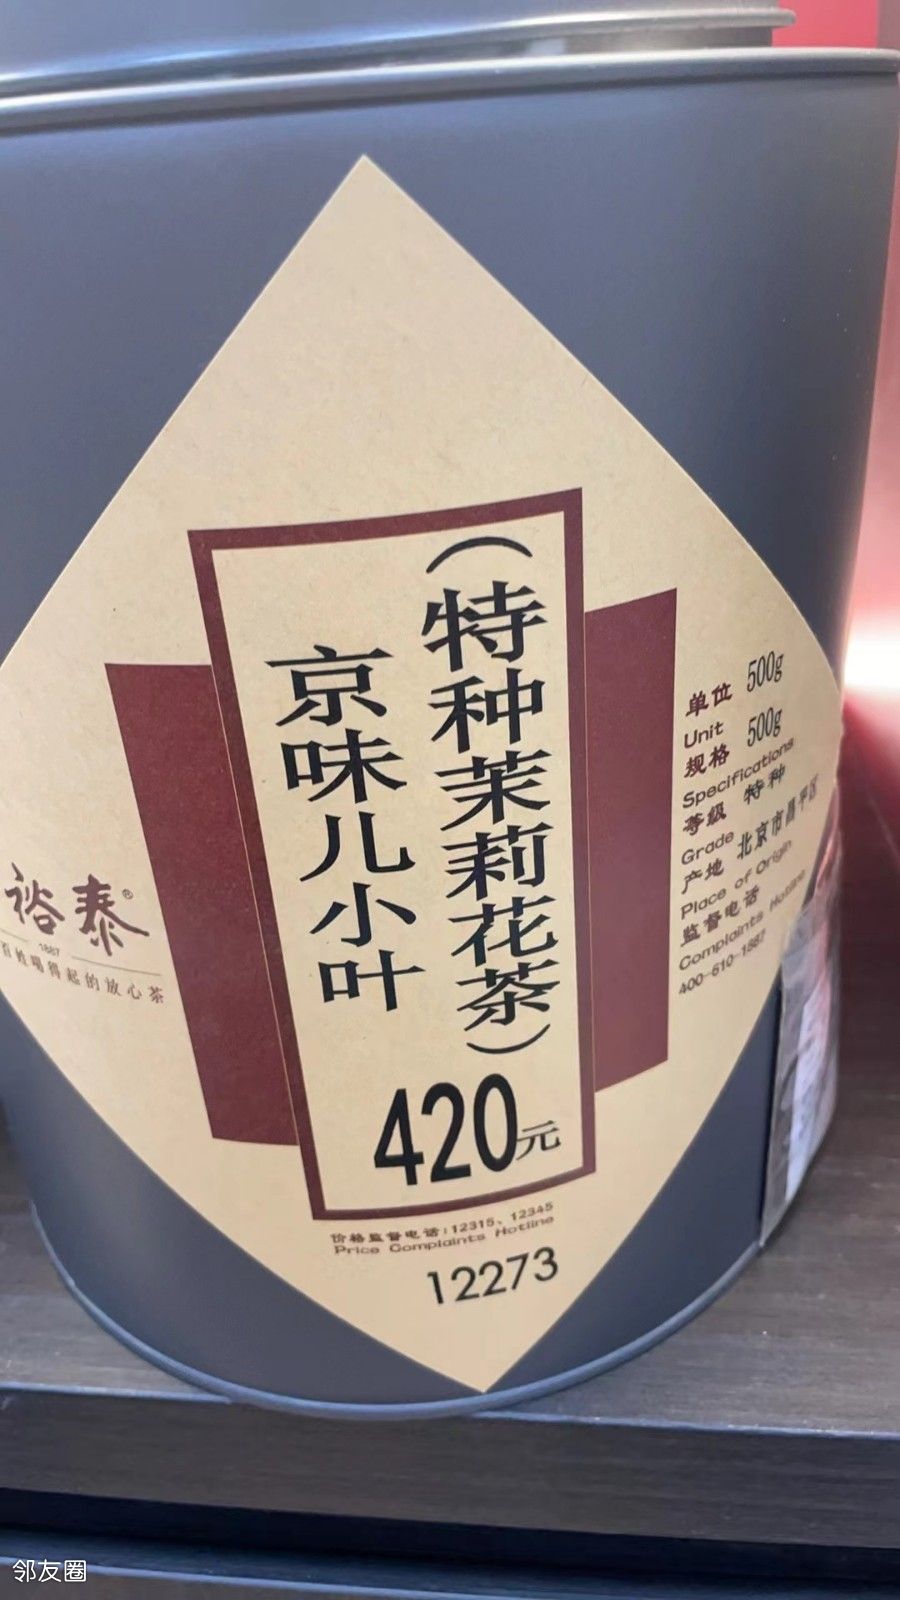 裕泰®
1887
百姓喝得起的放心茶
京味儿小叶
（特种茉莉花茶）
420元
价格监督电话:12315、12345
Price Complaints Hotline
12273
单位 500g
Unit
规格 500g
Specifications
等级 特种
Grade
产地 北京市昌平区
Place of Origin
监督电话
Complaints Hotline
400-610-1887
邻友圈